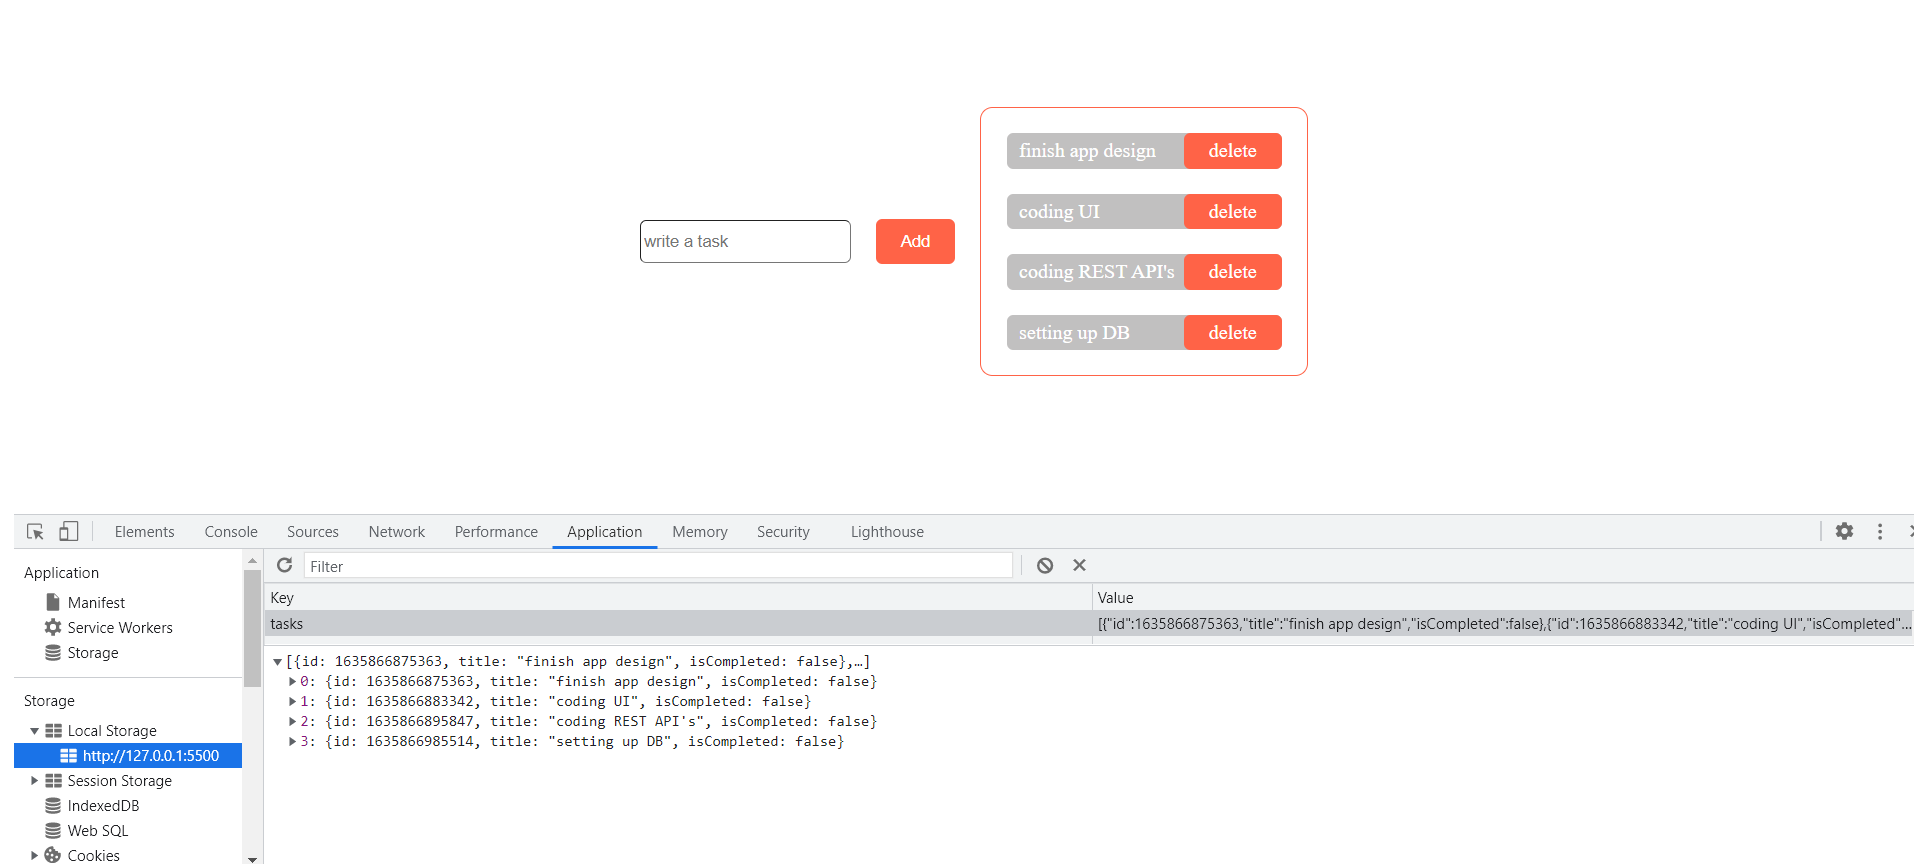 finish app design delete
coding UI delete
write a task Add
coding REST API's delete
setting up DB delete
Elements Console Sources Network Performance Application Memory Security Lighthouse
Application
Manifest
Service Workers
Storage
Storage
Local Storage
http://127.0.0.1:5500
Session Storage
IndexedDB
Web SQL
Cookies
Filter
Key Value
tasks [{"id":1635866875363,"title":"finish app design","isCompleted":false},{"id":1635866883342,"title":"coding UI","isCompleted"...
[{id: 1635866875363, title: "finish app design", isCompleted: false},…]
0: {id: 1635866875363, title: "finish app design", isCompleted: false}
1: {id: 1635866883342, title: "coding UI", isCompleted: false}
2: {id: 1635866895847, title: "coding REST API's", isCompleted: false}
3: {id: 1635866985514, title: "setting up DB", isCompleted: false}